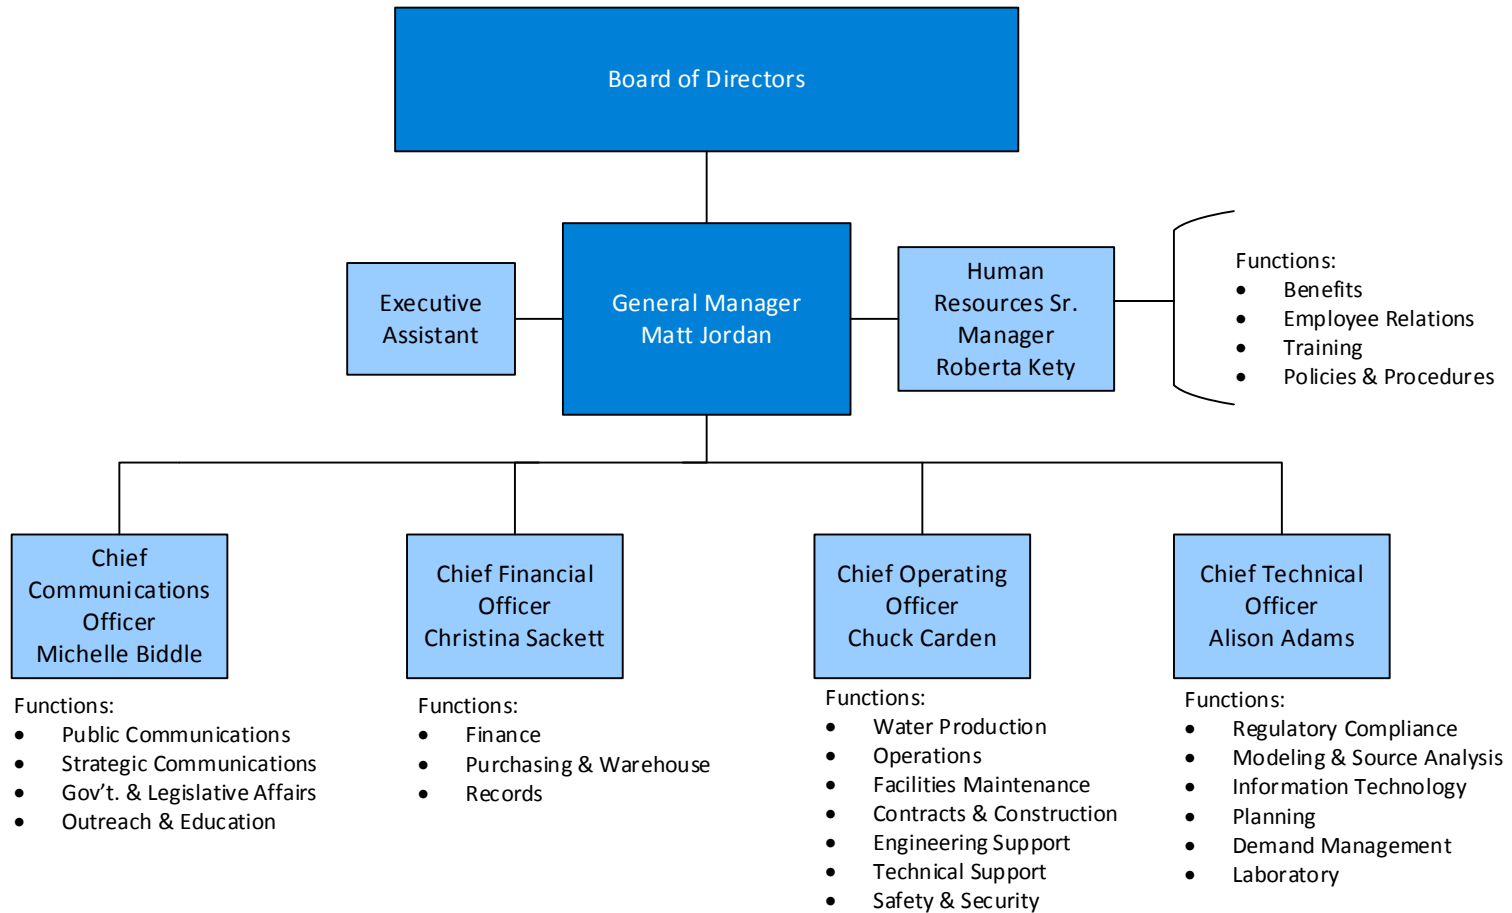 Board of Directors
Executive
Assistant
General Manager
Matt Jordan
Human
Resources Sr.
Manager
Roberta Kety
Functions:
• Benefits
• Employee Relations
• Training
• Policies & Procedures
Chief
Communications
Officer
Michelle Biddle
Functions:
• Public Communications
• Strategic Communications
• Gov’t. & Legislative Affairs
• Outreach & Education
Chief Financial
Officer
Christina Sackett
Functions:
• Finance
• Purchasing & Warehouse
• Records
Chief Operating
Officer
Chuck Carden
Functions:
• Water Production
• Operations
• Facilities Maintenance
• Contracts & Construction
• Engineering Support
• Technical Support
• Safety & Security
Chief Technical
Officer
Alison Adams
Functions:
• Regulatory Compliance
• Modeling & Source Analysis
• Information Technology
• Planning
• Demand Management
• Laboratory